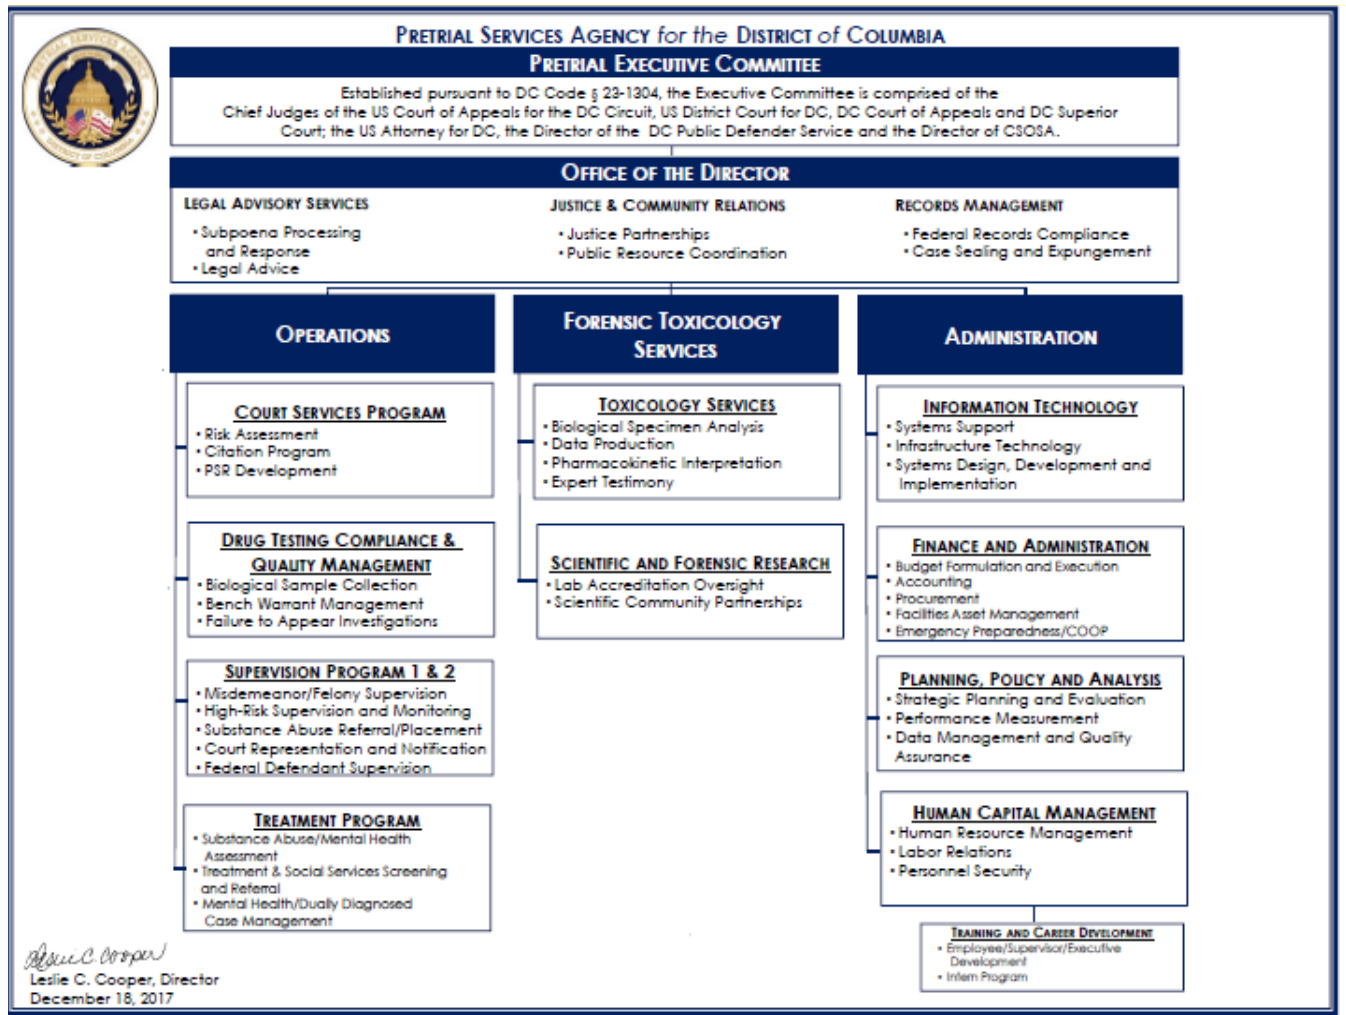 PRETRIAL SERVICES AGENCY for the DISTRICT of COLUMBIA
PRETRIAL EXECUTIVE COMMITTEE
Established pursuant to DC Code § 23-1304, the Executive Committee is comprised of the
Chief Judges of the US Court of Appeals for the DC Circuit, US District Court for DC, DC Court of Appeals and DC Superior
Court; the US Attorney for DC, the Director of the DC Public Defender Service and the Director of CSOSA.
OFFICE OF THE DIRECTOR
LEGAL ADVISORY SERVICES
• Subpoena Processing
and Response
• Legal Advice
JUSTICE & COMMUNITY RELATIONS
• Justice Partnerships
• Public Resource Coordination
RECORDS MANAGEMENT
• Federal Records Compliance
• Case Sealing and Expungement
OPERATIONS
COURT SERVICES PROGRAM
• Risk Assessment
• Citation Program
• PSR Development
DRUG TESTING COMPLIANCE &
QUALITY MANAGEMENT
• Biological Sample Collection
• Bench Warrant Management
• Failure to Appear Investigations
SUPERVISION PROGRAM 1 & 2
• Misdemeanor/Felony Supervision
• High-Risk Supervision and Monitoring
• Substance Abuse Referral/Placement
• Court Representation and Notification
• Federal Defendant Supervision
TREATMENT PROGRAM
• Substance Abuse/Mental Health
Assessment
• Treatment & Social Services Screening
and Referral
• Mental Health/Dually Diagnosed
Case Management
FORENSIC TOXICOLOGY
SERVICES
TOXICOLOGY SERVICES
• Biological Specimen Analysis
• Data Production
• Pharmacokinetic Interpretation
• Expert Testimony
SCIENTIFIC AND FORENSIC RESEARCH
• Lab Accreditation Oversight
• Scientific Community Partnerships
ADMINISTRATION
INFORMATION TECHNOLOGY
• Systems Support
• Infrastructure Technology
• Systems Design, Development and
Implementation
FINANCE AND ADMINISTRATION
• Budget Formulation and Execution
• Accounting
• Procurement
• Facilities Asset Management
• Emergency Preparedness/COOP
PLANNING, POLICY AND ANALYSIS
• Strategic Planning and Evaluation
• Performance Measurement
• Data Management and Quality
Assurance
HUMAN CAPITAL MANAGEMENT
• Human Resource Management
• Labor Relations
• Personnel Security
TRAINING AND CAREER DEVELOPMENT
• Employee/Supervisor/Executive
Development
• Intern Program
PRETRIAL SERVICES AGENCY
DISTRICT OF COLUMBIA
Leslie C. Cooper
Leslie C. Cooper, Director
December 18, 2017